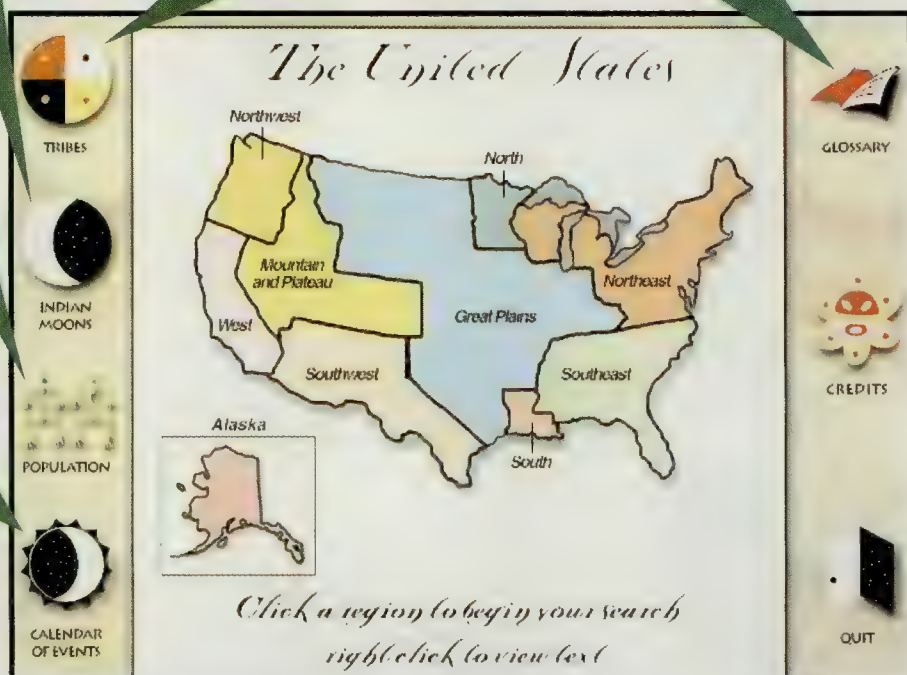 The United States
TRIBES
INDIAN
MOONS
POPULATION
CALENDAR
OF EVENTS
Northwest
North
Mountain
and Plateau
Northeast
West
Great Plains
Southwest
Southeast
Alaska
South
Click a region to begin your search
right click to view text
GLOSSARY
CREDITS
QUIT